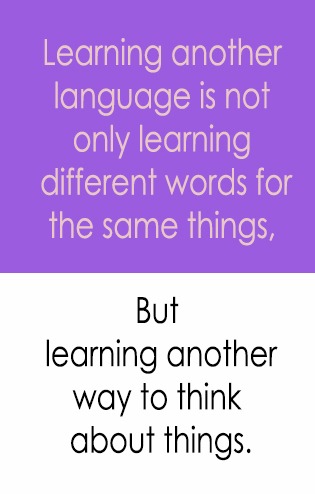 Learning another
language is not
only learning
different words for
the same things,
But
learning another
way to think
about things.